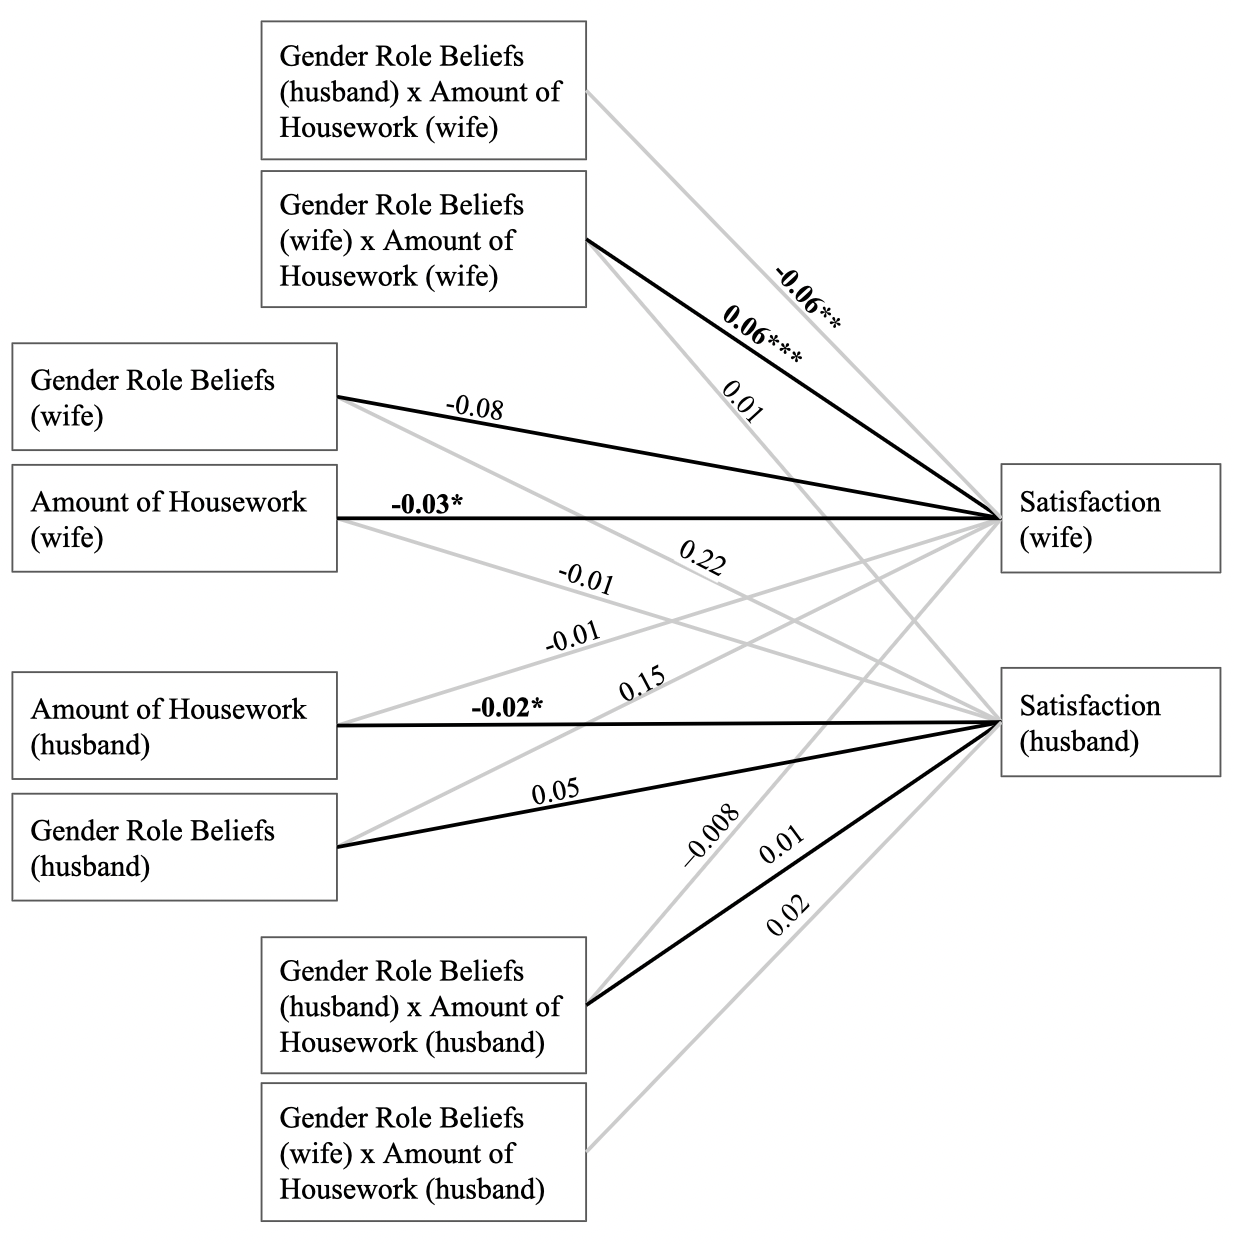 Gender Role Beliefs
(husband) x Amount of
Housework (wife)
Gender Role Beliefs
(wife) x Amount of
Housework (wife)
-0.06**
0.06***
0.01
Gender Role Beliefs
(wife)
-0.08
Amount of Housework
(wife)
-0.03*
Satisfaction
(wife)
0.22
-0.01
-0.01
0.15
Amount of Housework
(husband)
-0.02*
Satisfaction
(husband)
Gender Role Beliefs
(husband)
0.05
–0.008
0.01
0.02
Gender Role Beliefs
(husband) x Amount of
Housework (husband)
Gender Role Beliefs
(wife) x Amount of
Housework (husband)